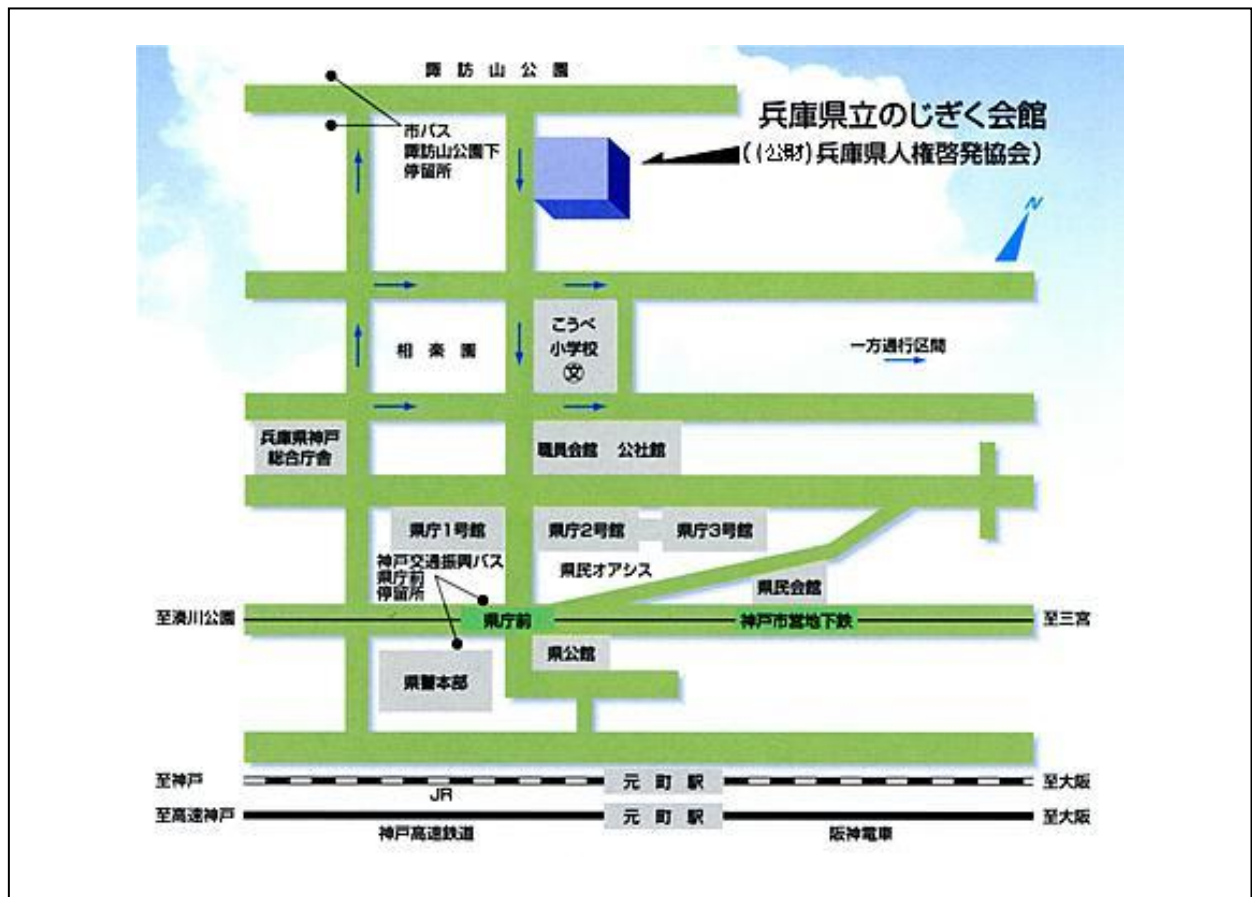 諏訪山公園
兵庫県立のじぎく会館
((公財)兵庫県人権啓発協会)
市バス
諏訪山公園下
停留所
N
こうべ
小学校
文
相楽園
一方通行区間
兵庫県神戸
総合庁舎
職員会館 公社館
県庁1号館
県庁2号館
県庁3号館
神戸交通振興バス
県庁前
停留所
県民オアシス
県民会館
至湊川公園
県庁前
神戸市営地下鉄
至三宮
県公館
県警本部
至神戸
元町駅
至大阪
JR
至高速神戸
元町駅
至大阪
神戸高速鉄道
阪神電車